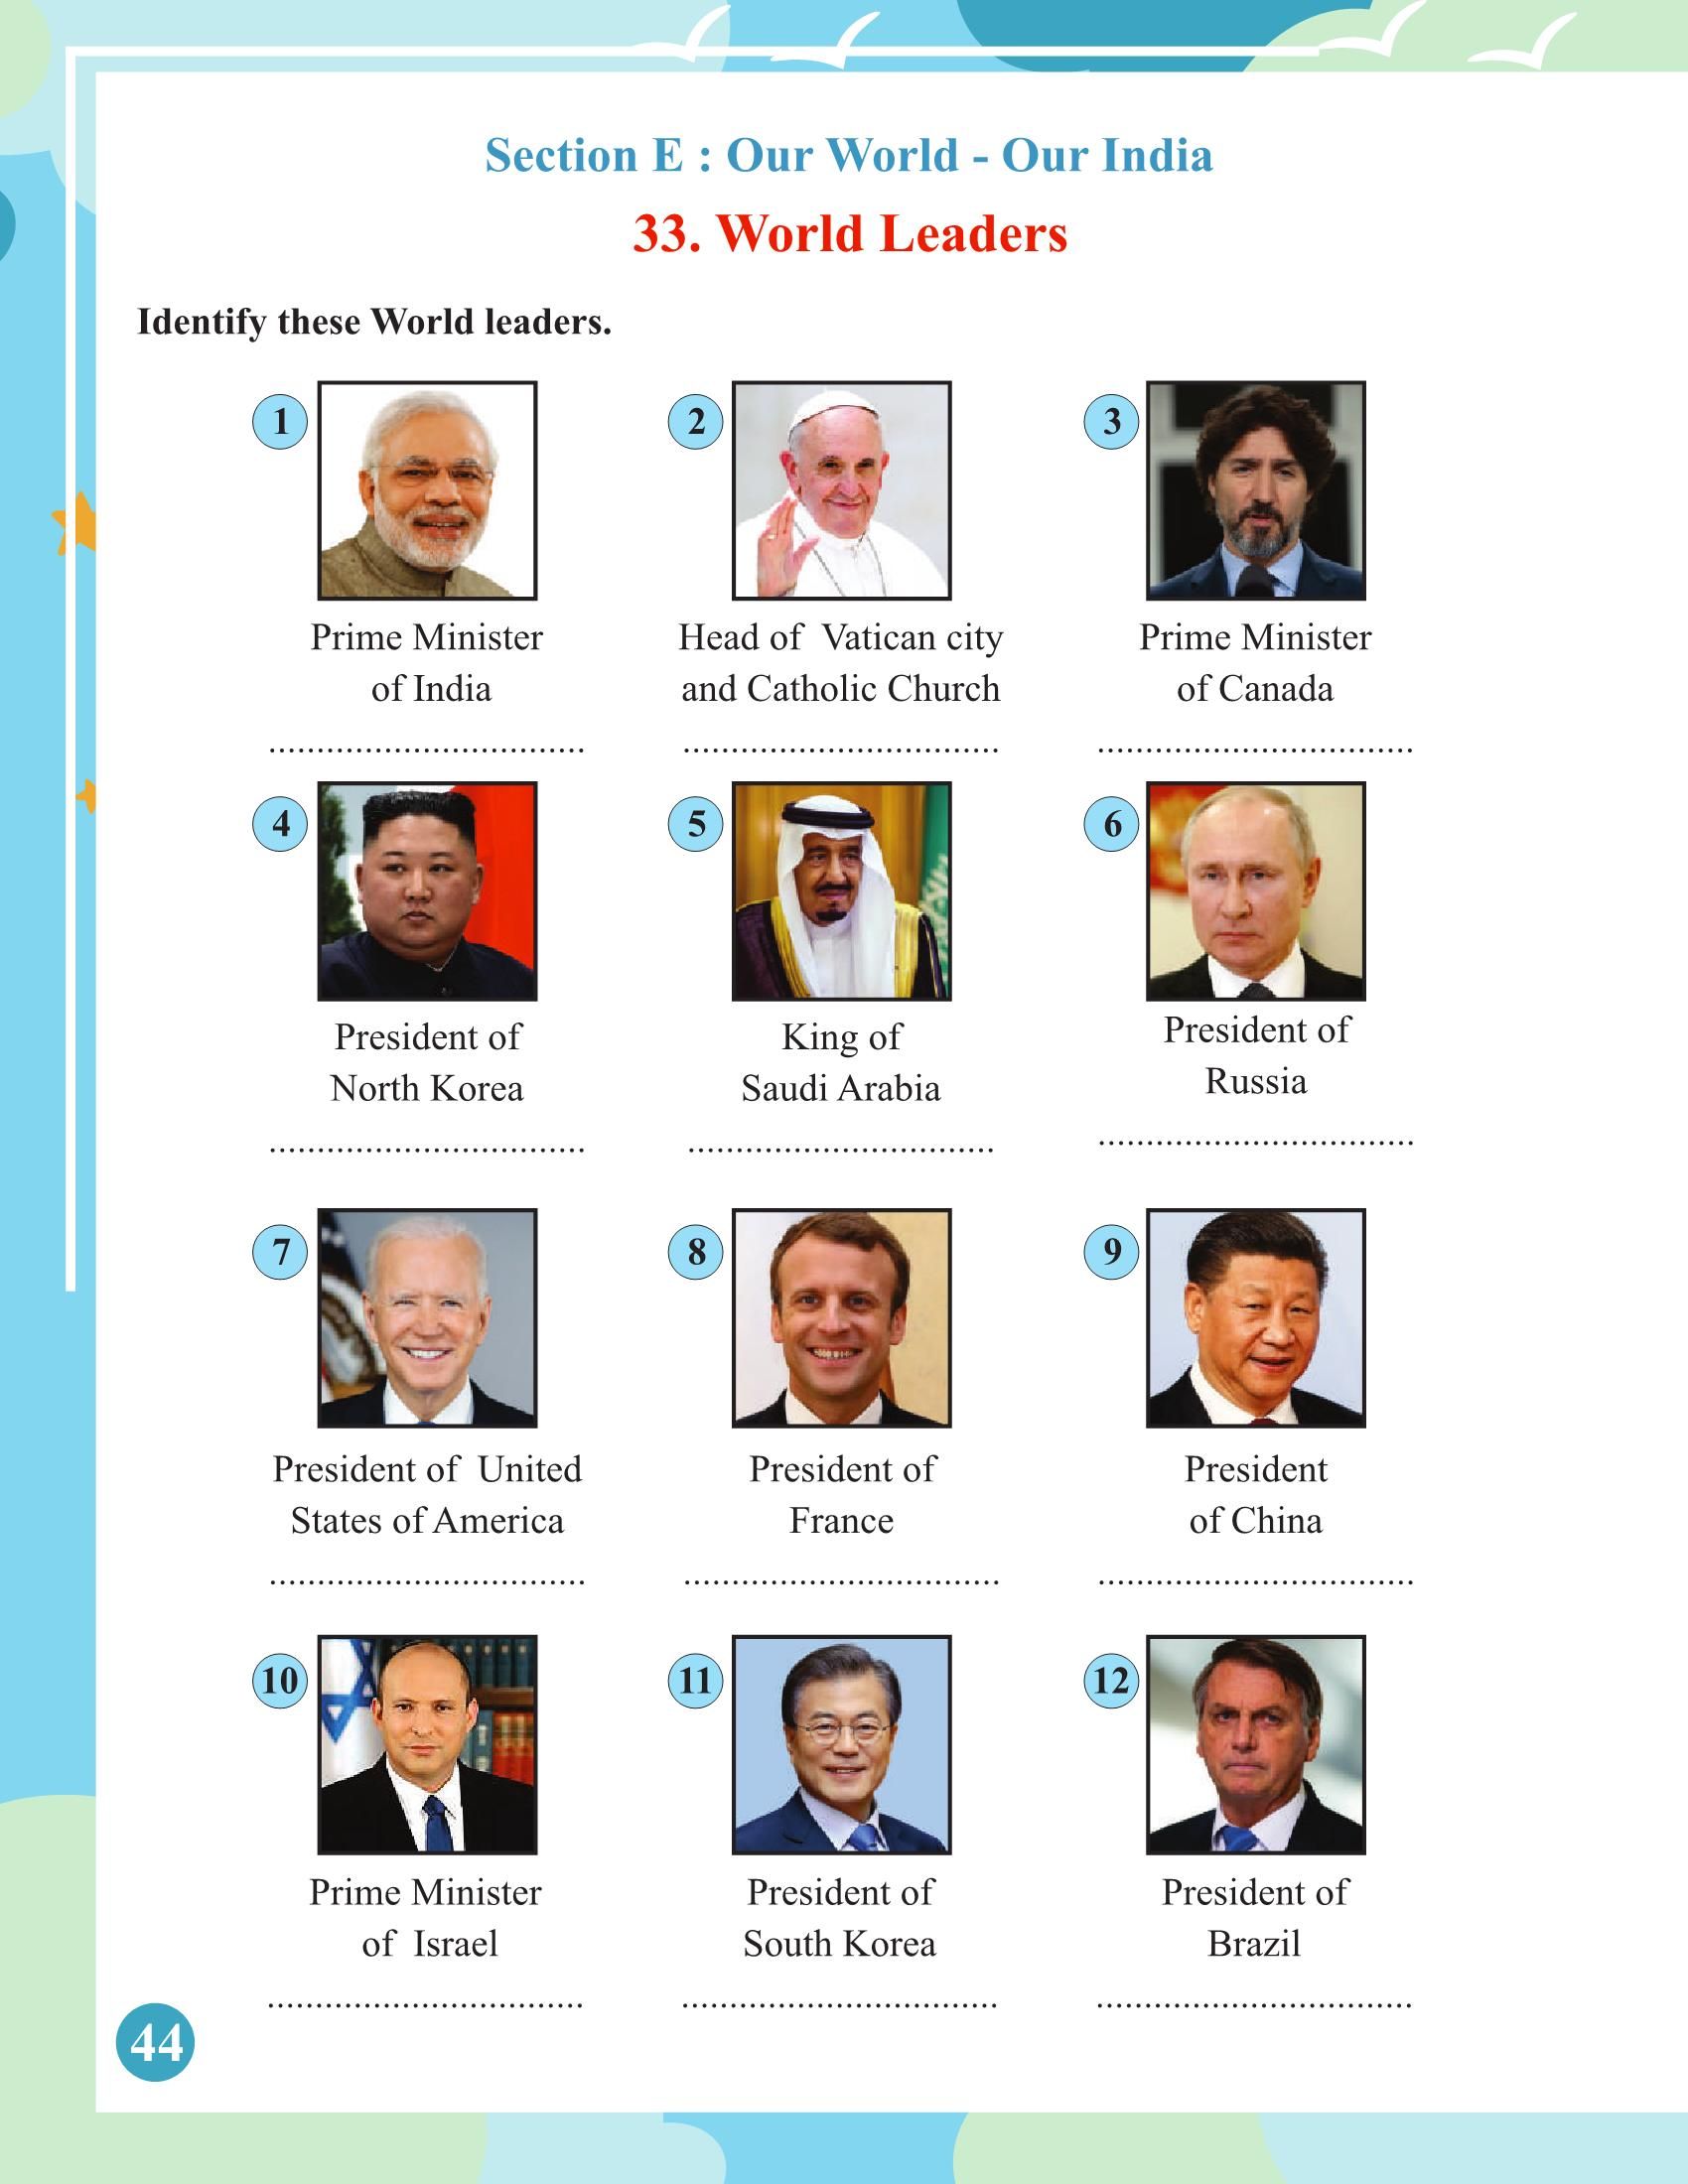 Section E : Our World - Our India
33. World Leaders
Identify these World leaders.
1
Prime Minister
of India
...............................
2
Head of Vatican city
and Catholic Church
...............................
3
Prime Minister
of Canada
...............................
4
President of
North Korea
...............................
5
King of
Saudi Arabia
...............................
6
President of
Russia
...............................
7
President of United
States of America
...............................
8
President of
France
...............................
9
President
of China
...............................
10
Prime Minister
of Israel
...............................
11
President of
South Korea
...............................
12
President of
Brazil
...............................
44